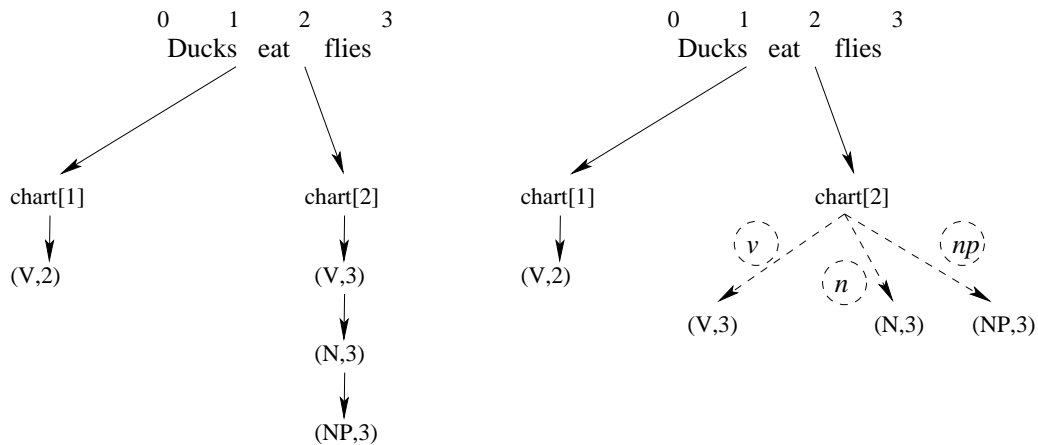 0 1 2 3
Ducks eat flies
chart[1] chart[2]
(V,2) (V,3)
(N,3)
(NP,3)
0 1 2 3
Ducks eat flies
chart[1] chart[2]
v np
(V,2) n
(V,3) (N,3) (NP,3)